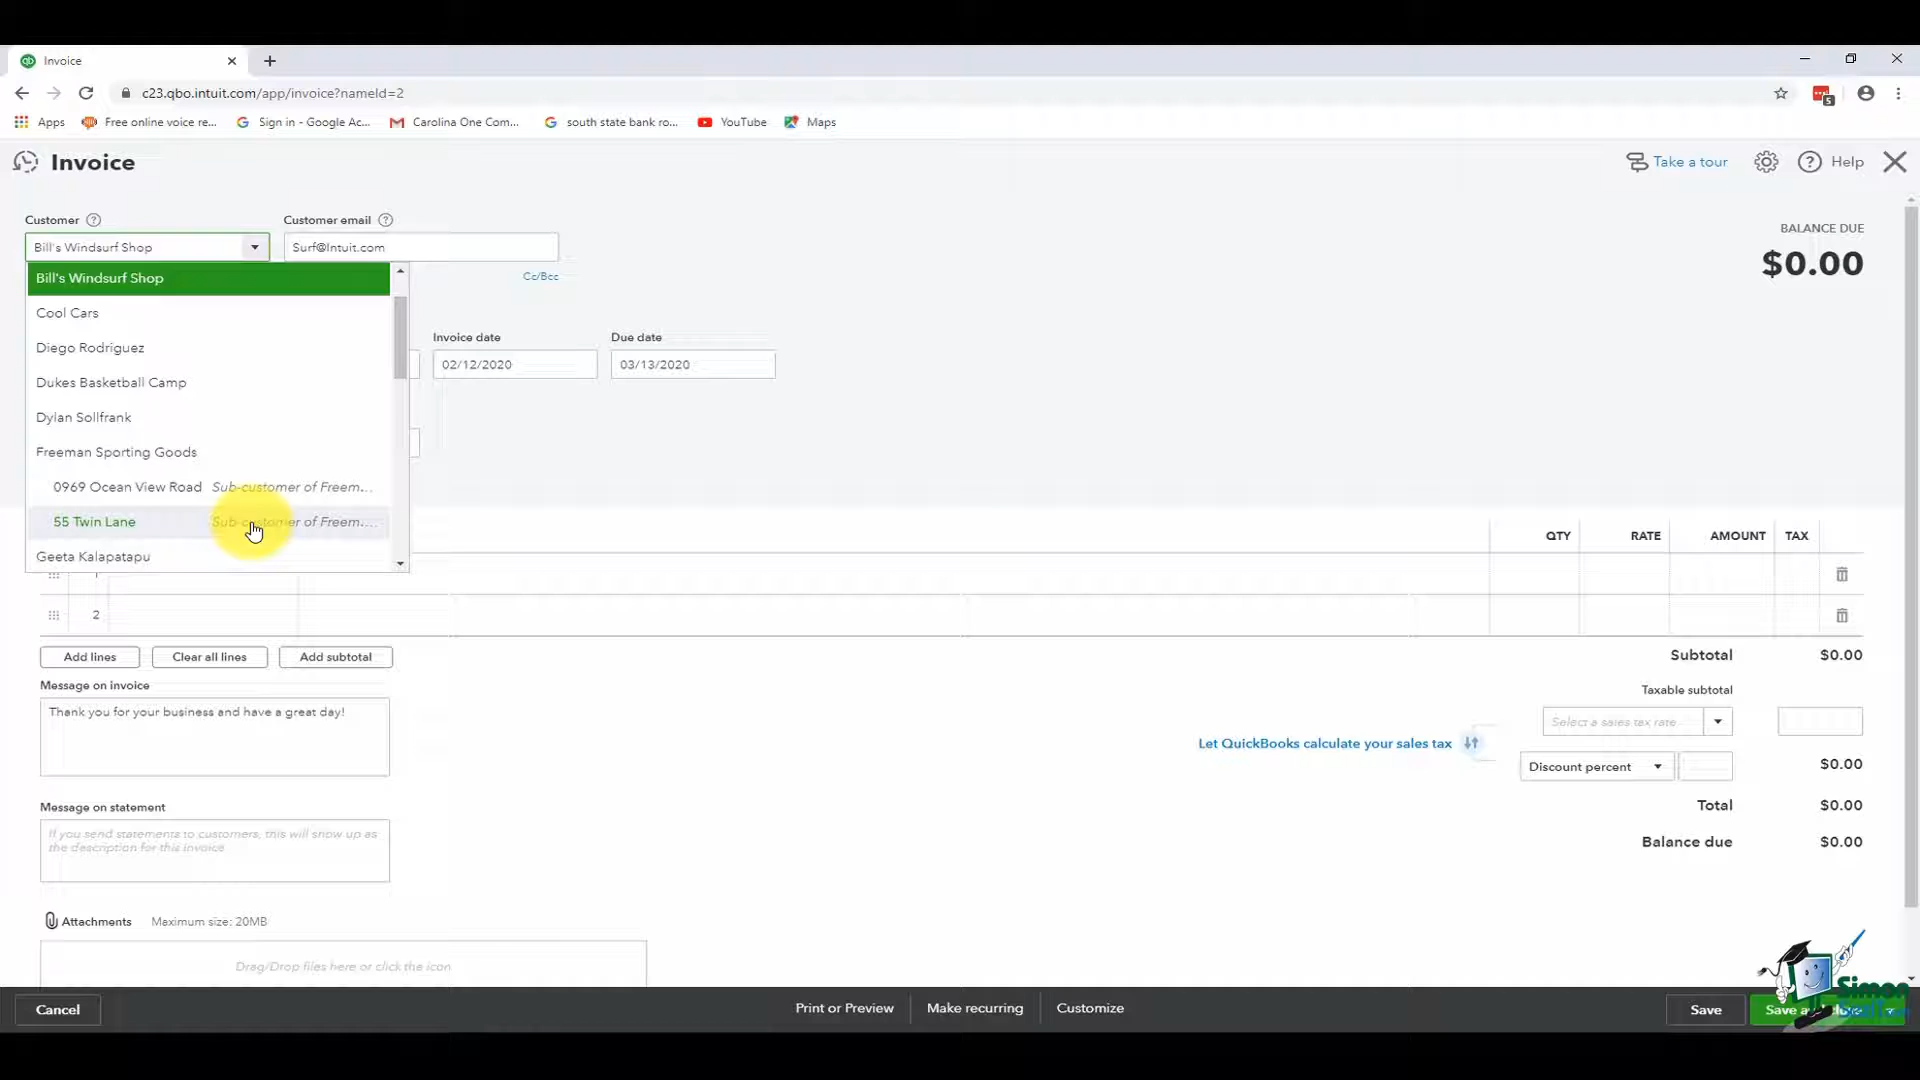 Invoice
c23.qbo.intuit.com/app/invoice?nameId=2
5
Apps
Free online voice re...
Sign in - Google Ac...
Carolina One Com...
south state bank ro...
YouTube
Maps
Invoice
Take a tour
Help
Customer
Customer email
BALANCE DUE
Bill's Windsurf Shop
Surf@Intuit.com
$0.00
Cc/Bcc
Bill's Windsurf Shop
Cool Cars
Diego Rodriguez
Dukes Basketball Camp
Dylan Sollfrank
Freeman Sporting Goods
0969 Ocean View Road Sub-customer of Freem...
55 Twin Lane Sub-customer of Freem...
Geeta Kalapatapu
Invoice date
Due date
02/12/2020
03/13/2020
QTY
RATE
AMOUNT
TAX
1
2
Add lines
Clear all lines
Add subtotal
Subtotal
$0.00
Message on invoice
Taxable subtotal
Thank you for your business and have a great day!
Select a sales tax rate
Let QuickBooks calculate your sales tax
Discount percent
$0.00
Message on statement
Total
$0.00
If you send statements to customers, this will show up as
the description for this invoice
Balance due
$0.00
Attachments
Maximum size: 20MB
Drag/Drop files here or click the icon
Cancel
Print or Preview
Make recurring
Customize
Save
Simon